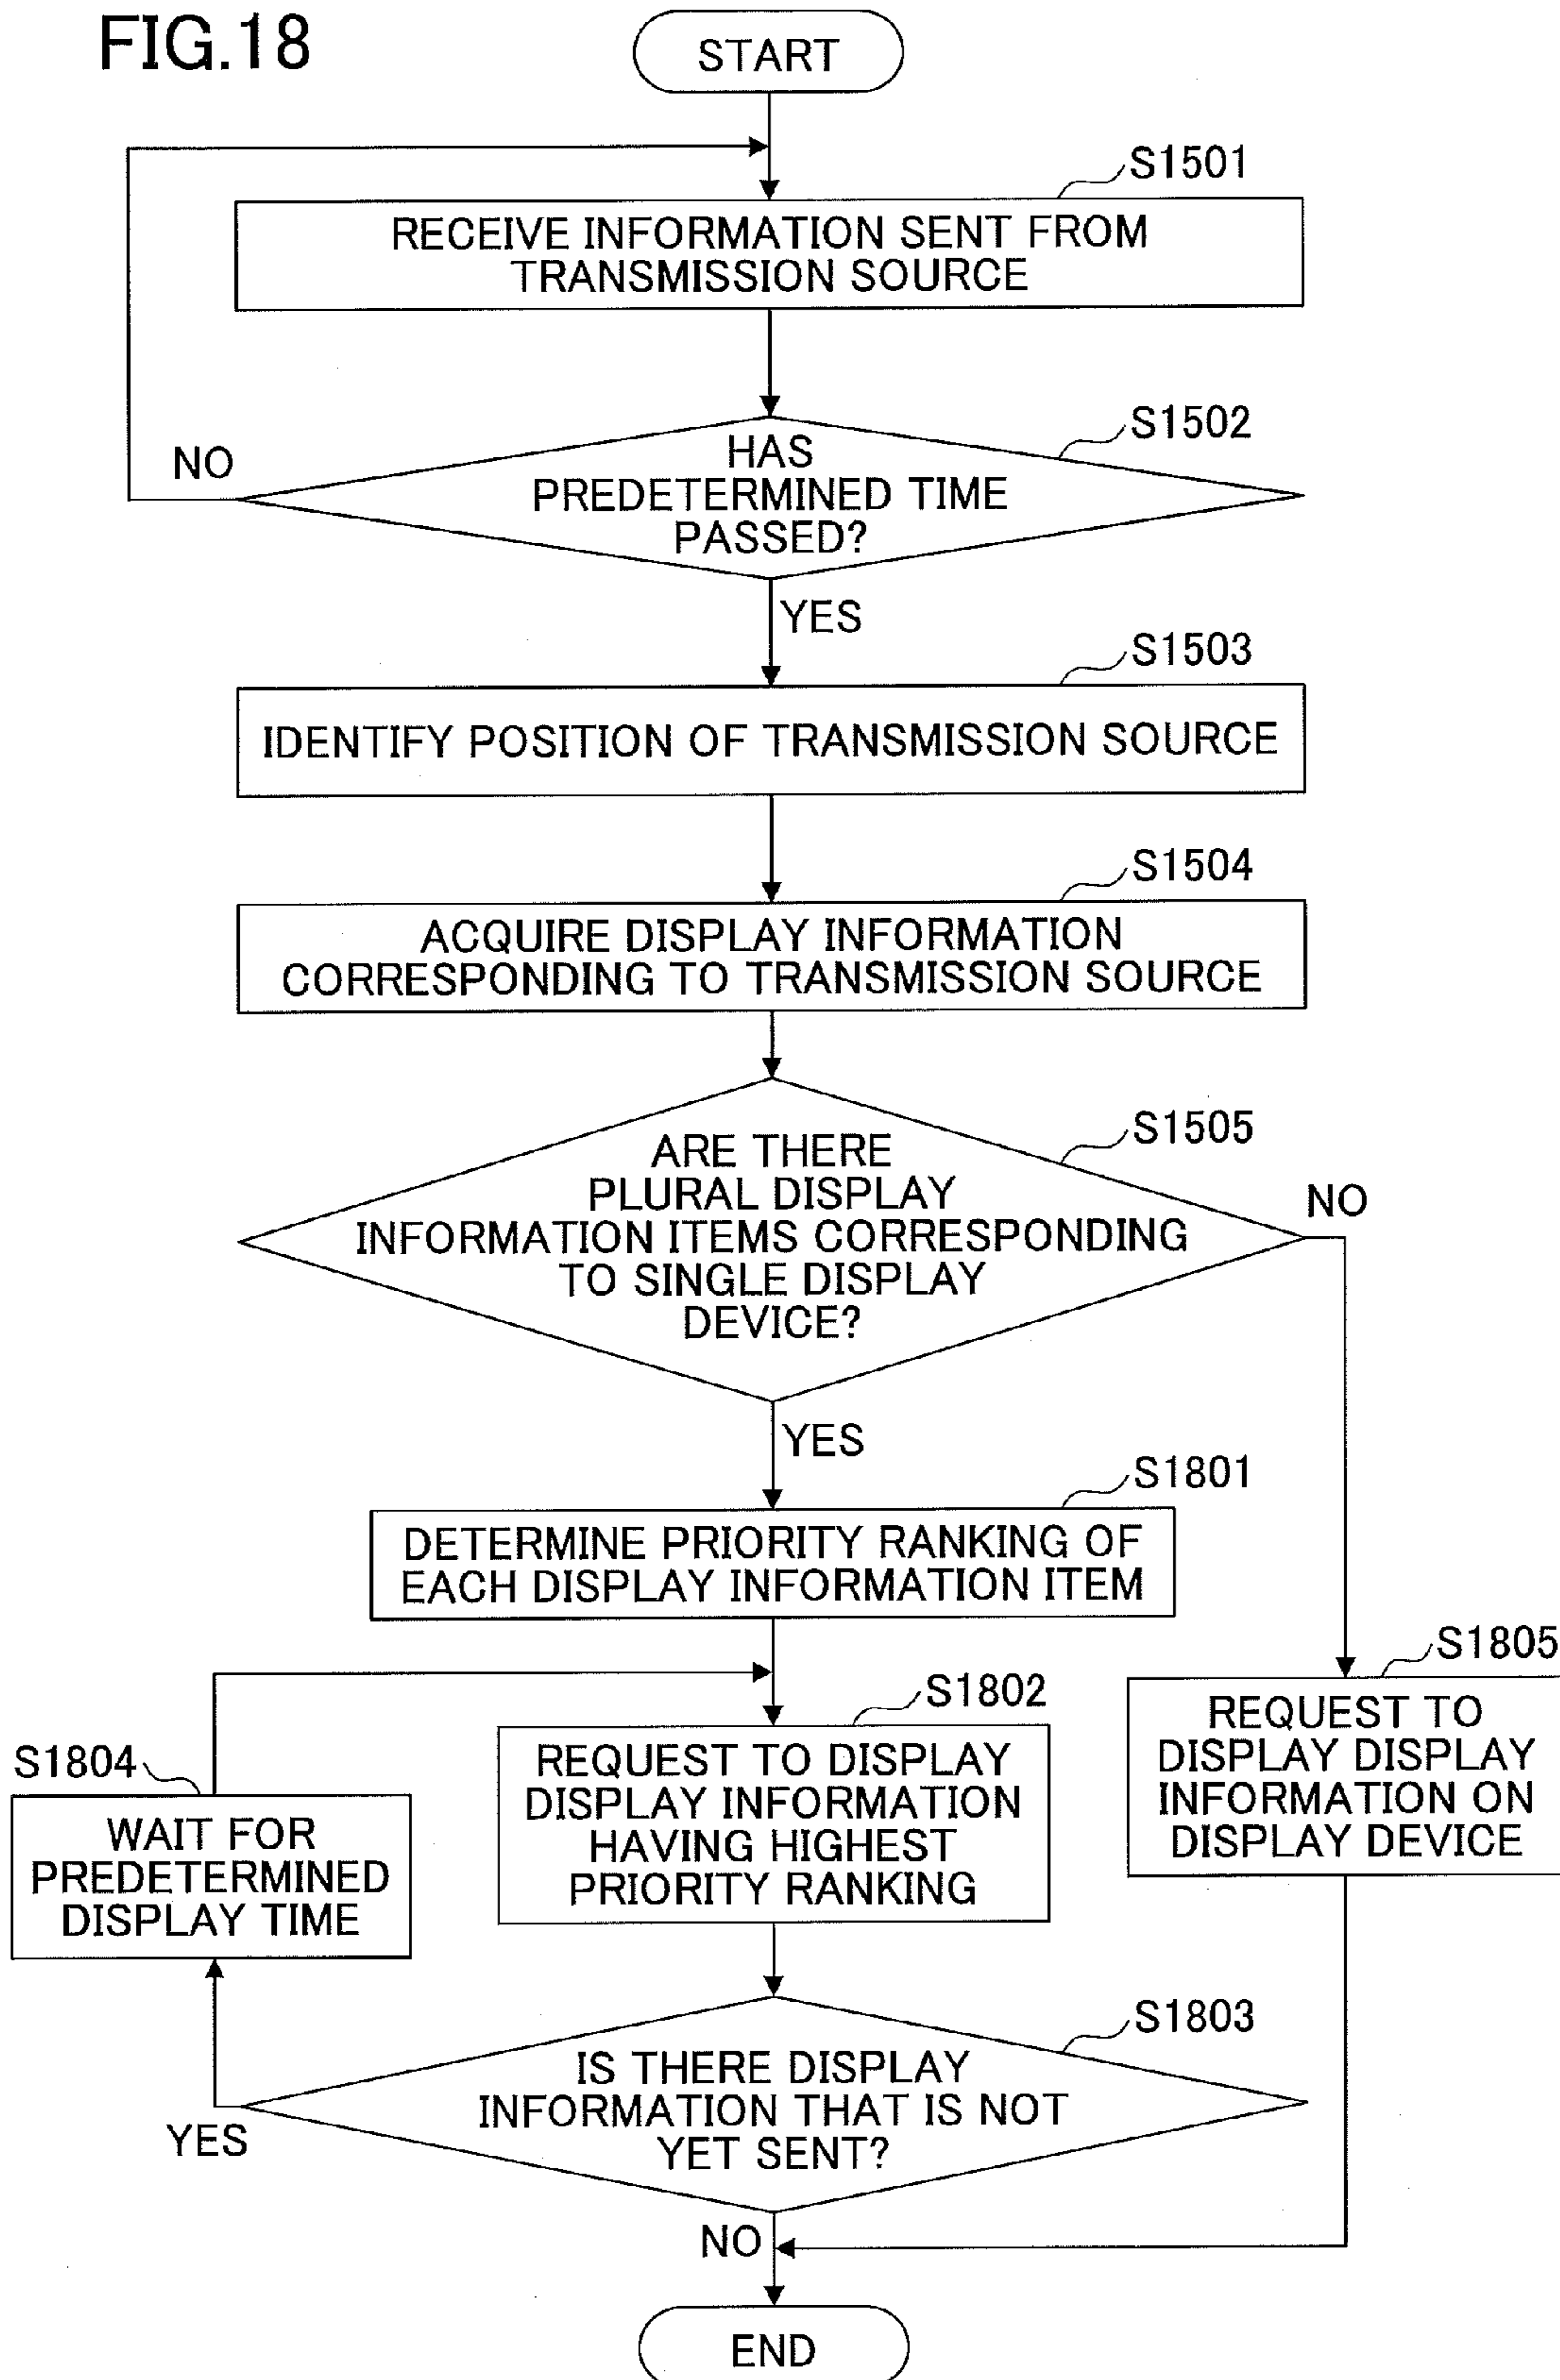 FIG.18
START
S1501
RECEIVE INFORMATION SENT FROM
TRANSMISSION SOURCE
S1502
NO
HAS
PREDETERMINED TIME
PASSED?
YES
S1503
IDENTIFY POSITION OF TRANSMISSION SOURCE
S1504
ACQUIRE DISPLAY INFORMATION
CORRESPONDING TO TRANSMISSION SOURCE
S1505
ARE THERE
PLURAL DISPLAY
INFORMATION ITEMS CORRESPONDING
TO SINGLE DISPLAY
DEVICE?
NO
YES
S1801
DETERMINE PRIORITY RANKING OF
EACH DISPLAY INFORMATION ITEM
S1805
REQUEST TO
DISPLAY DISPLAY
INFORMATION ON
DISPLAY DEVICE
S1802
REQUEST TO DISPLAY
DISPLAY INFORMATION
HAVING HIGHEST
PRIORITY RANKING
S1804
WAIT FOR
PREDETERMINED
DISPLAY TIME
S1803
IS THERE DISPLAY
INFORMATION THAT IS NOT
YET SENT?
YES
NO
END